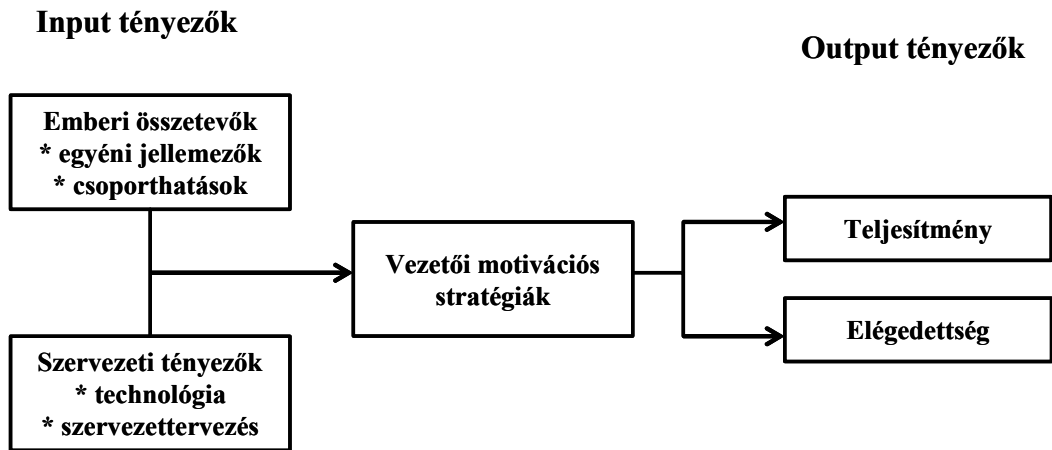 Input tényezők
Output tényezők
Emberi összetevők
* egyéni jellemezők
* csoporthatások
Vezetői motivációs
stratégiák
Teljesítmény
Elégedettség
Szervezeti tényezők
* technológia
* szervezettervezés